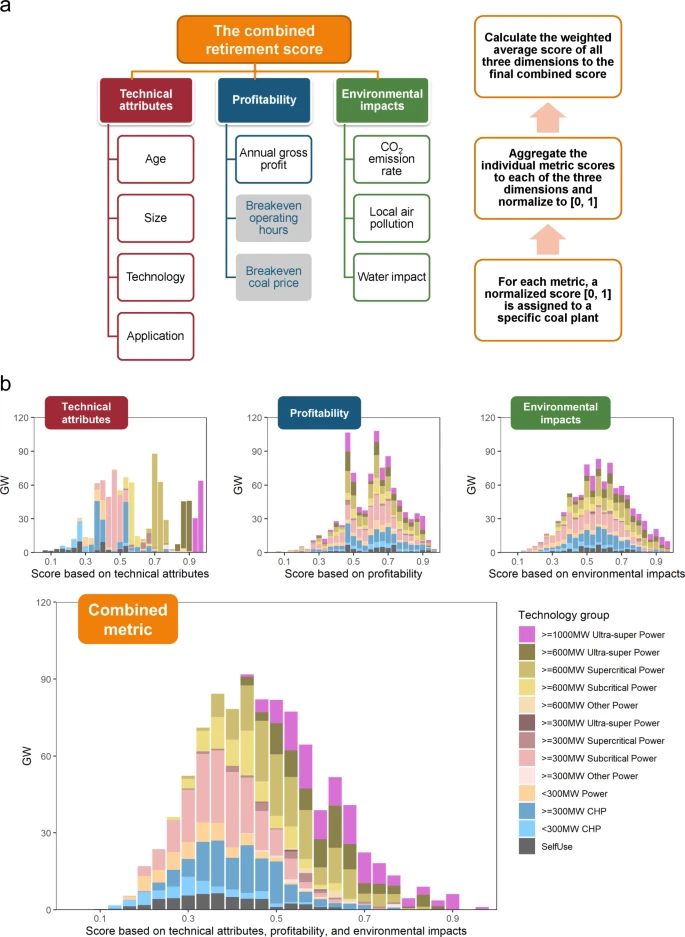 a
The combined
retirement score
Technical
attributes
Profitability
Environmental
impacts
Age
Size
Technology
Application
Annual gross
profit
Breakeven
operating
hours
Breakeven
coal price
CO₂
emission
rate
Local air
pollution
Water impact
Calculate the weighted
average score of all
three dimensions to the
final combined score
Aggregate the
individual metric scores
to each of the three
dimensions and
normalize to [0, 1]
For each metric, a
normalized score [0, 1]
is assigned to a
specific coal plant
b
Technical
attributes
120
90
60
30
0
GW
0.1 0.3 0.5 0.7 0.9
Score based on technical attributes
Profitability
120
90
60
30
0
GW
0.1 0.3 0.5 0.7 0.9
Score based on profitability
Environmental
impacts
120
90
60
30
0
GW
0.1 0.3 0.5 0.7 0.9
Score based on environmental impacts
Combined
metric
120
90
60
30
0
GW
0.1 0.3 0.5 0.7 0.9
Score based on technical attributes, profitability, and environmental impacts
Technology group
>=1000MW Ultra-super Power
>=600MW Ultra-super Power
>=600MW Supercritical Power
>=600MW Subcritical Power
>=600MW Other Power
>=300MW Ultra-super Power
>=300MW Supercritical Power
>=300MW Subcritical Power
>=300MW Other Power
<300MW Power
>=300MW CHP
<300MW CHP
SelfUse